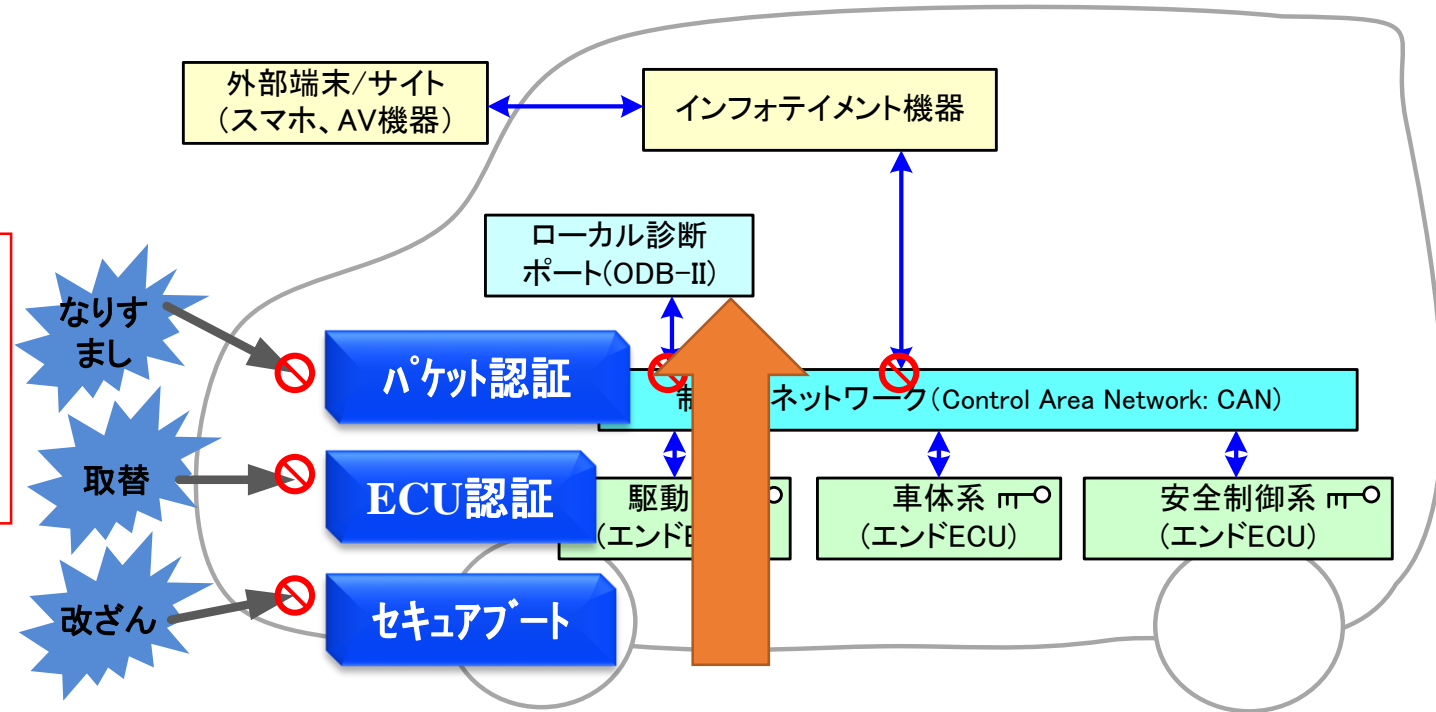 外部端末/サイト
(スマホ、AV機器)
インフォテイメント機器
ローカル診断
ポート(ODB-II)
なりす
まし
パケット認証
ネットワーク(Control Area Network: CAN)
取替
ECU認証
駆動
(エンドE
車体系
(エンドECU)
安全制御系
(エンドECU)
改ざん
セキュアブート